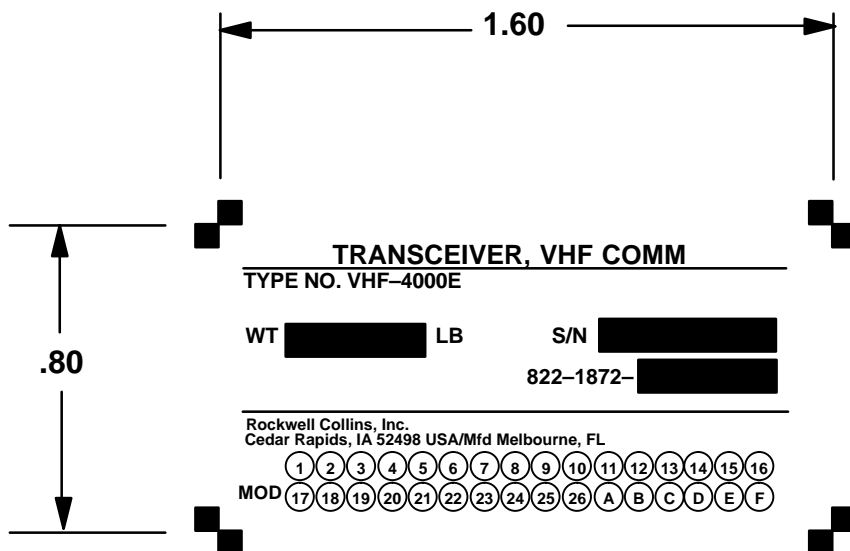 1.60
.80
TRANSCEIVER, VHF COMM
TYPE NO. VHF–4000E
WT LB S/N
822–1872–
Rockwell Collins, Inc.
Cedar Rapids, IA 52498 USA/Mfd Melbourne, FL
1 2 3 4 5 6 7 8 9 10 11 12 13 14 15 16
MOD 17 18 19 20 21 22 23 24 25 26 A B C D E F